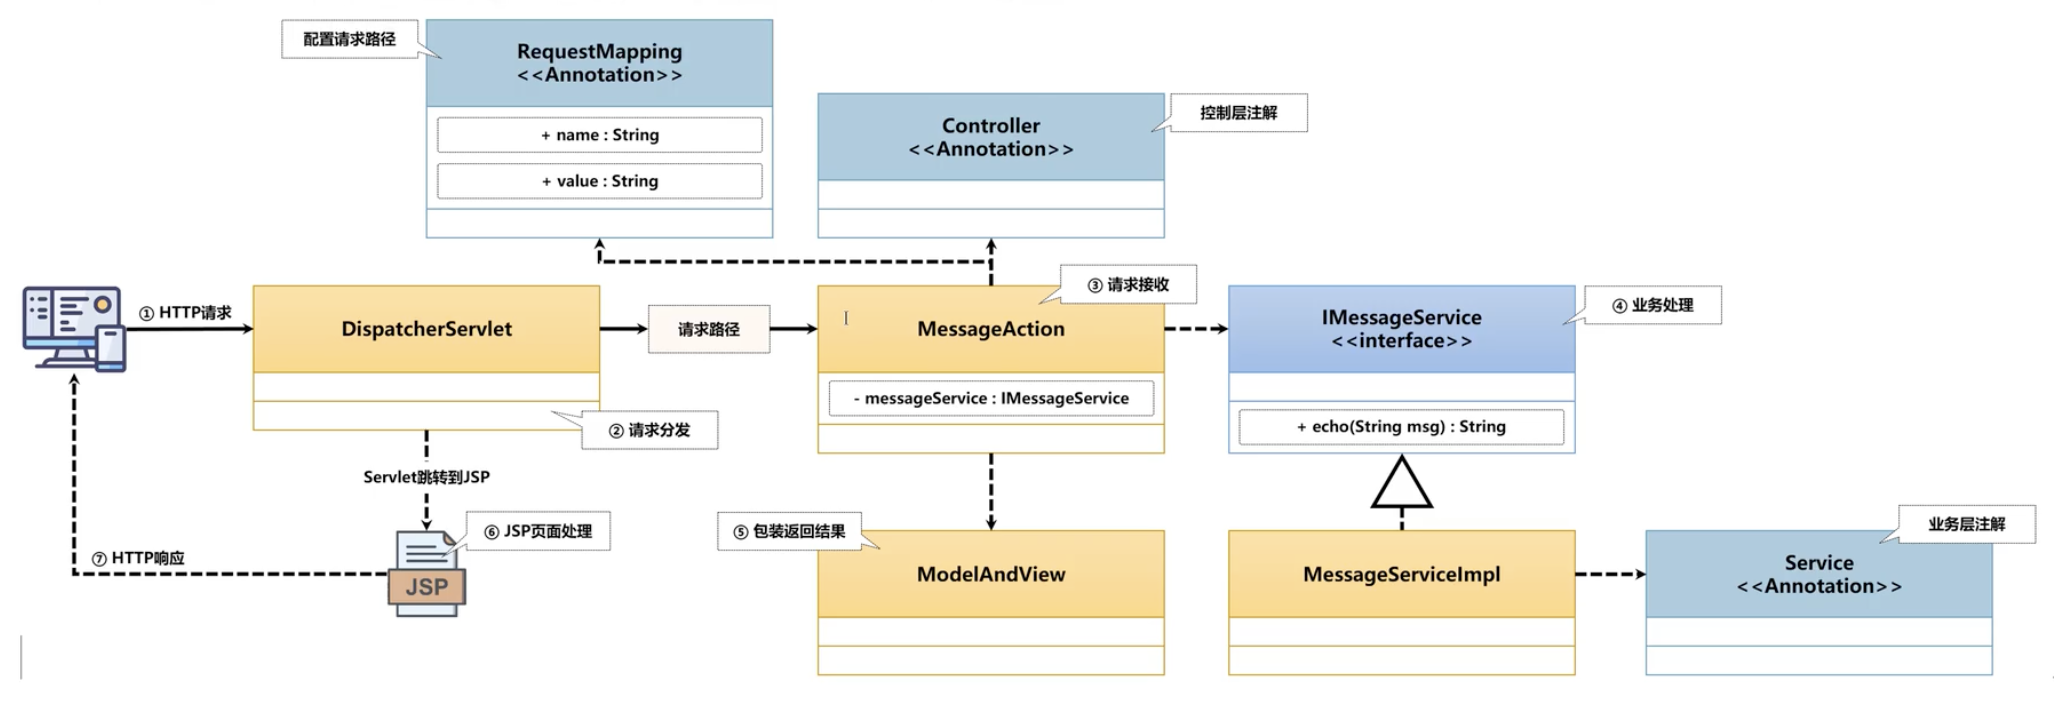 配置请求路径
RequestMapping
<<Annotation>>
+ name : String
+ value : String
Controller
<<Annotation>>
控制层注解
① HTTP请求
DispatcherServlet
② 请求分发
请求路径
MessageAction
③ 请求接收
- messageService : IMessageService
IMessageService
<<interface>>
④ 业务处理
+ echo(String msg) : String
Servlet跳转到JSP
⑥ JSP页面处理
JSP
⑦ HTTP响应
⑤ 包装返回结果
ModelAndView
MessageServiceImpl
业务层注解
Service
<<Annotation>>